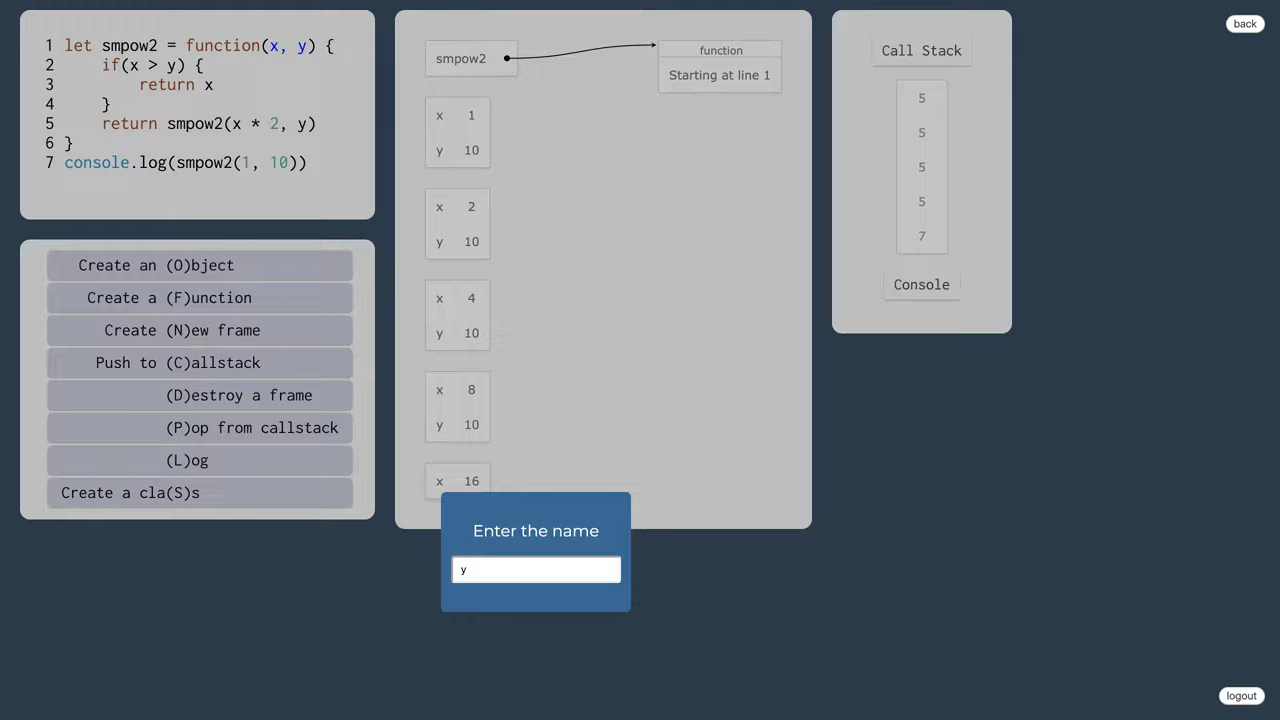 1 let smpow2 = function(x, y) {
2 if(x > y) {
3 return x
4 }
5 return smpow2(x * 2, y)
6 }
7 console.log(smpow2(1, 10))
Create an (O)bject
Create a (F)unction
Create (N)ew frame
Push to (C)allstack
(D)estroy a frame
(P)op from callstack
(L)og
Create a cla(S)s
smpow2
function
Starting at line 1
x 1
y 10
x 2
y 10
x 4
y 10
x 8
y 10
x 16
Enter the name
y
Call Stack
5
5
5
5
7
Console
back
logout